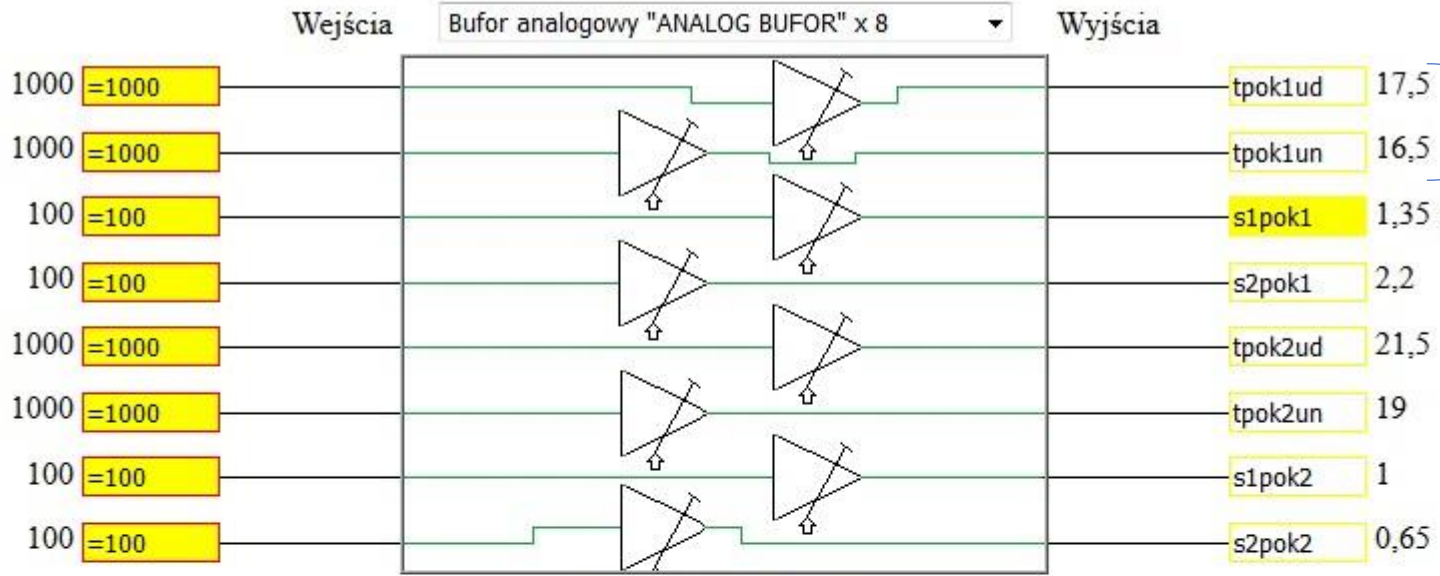 Wejścia Bufor analogowy "ANALOG BUFOR" x 8 Wyjścia
1000 =1000 tpok1ud 17,5
1000 =1000 tpok1un 16,5
100 =100 s1pok1 1,35
100 =100 s2pok1 2,2
1000 =1000 tpok2ud 21,5
1000 =1000 tpok2un 19
100 =100 s1pok2 1
100 =100 s2pok2 0,65